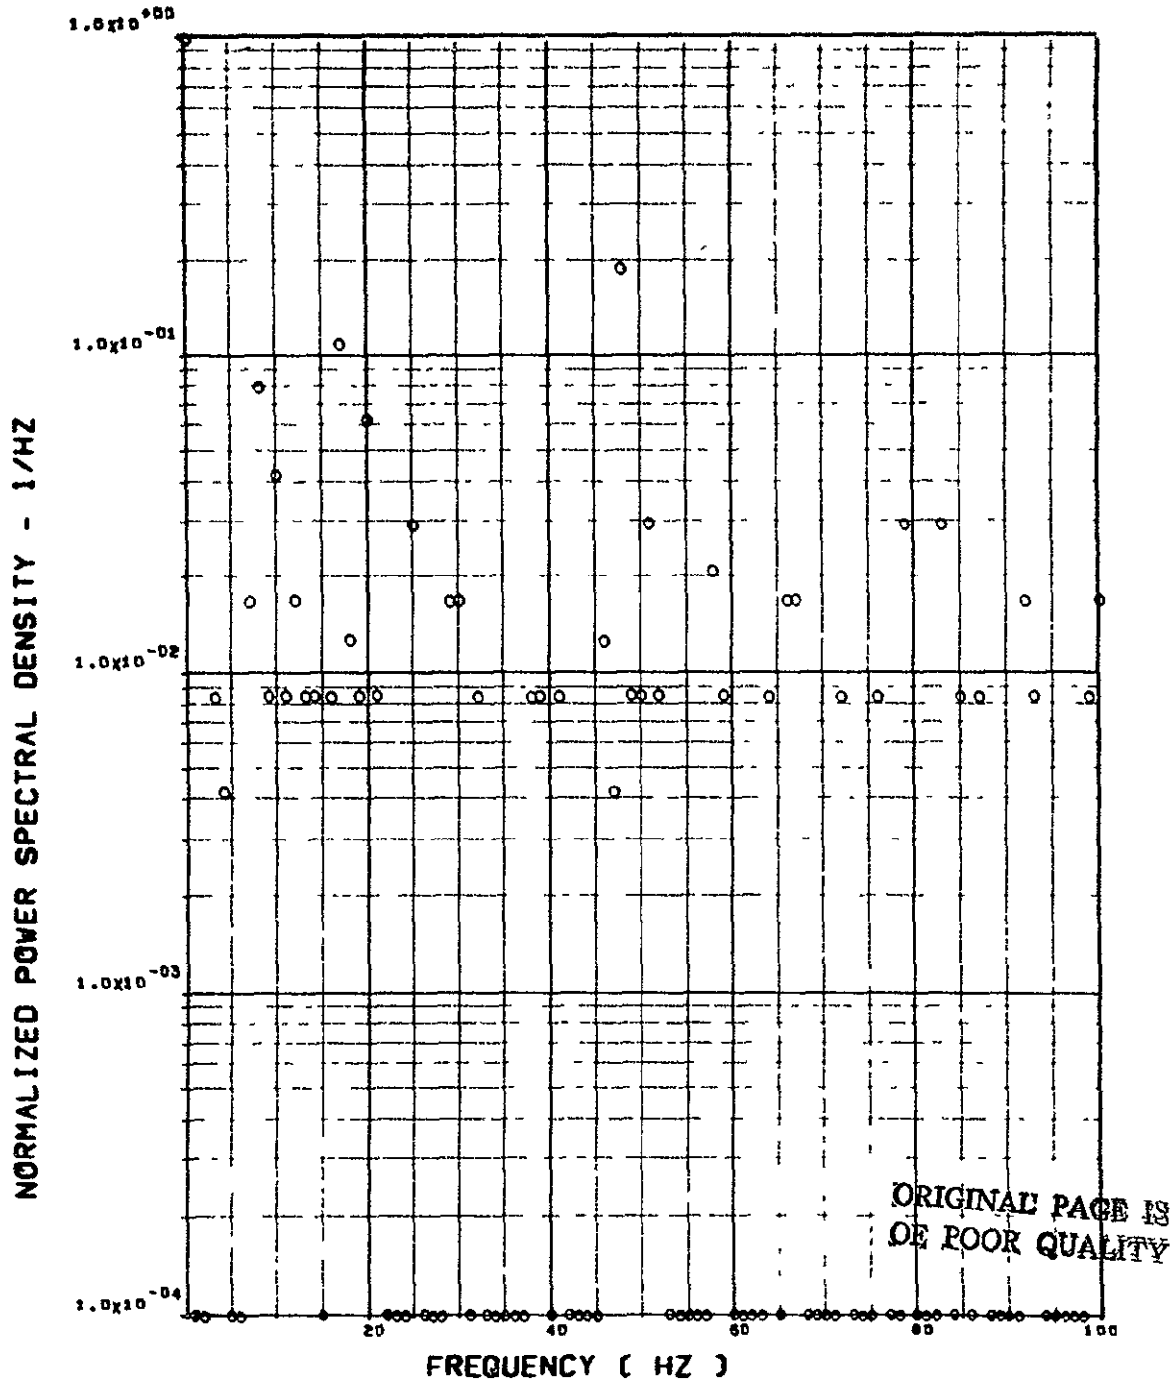 1.0x10+00
1.0x10-01
1.0x10-02
1.0x10-03
1.0x10-04
NORMALIZED POWER SPECTRAL DENSITY - 1/HZ
20 40 60 80 100
FREQUENCY ( HZ )
ORIGINAL PAGE IS
OF POOR QUALITY